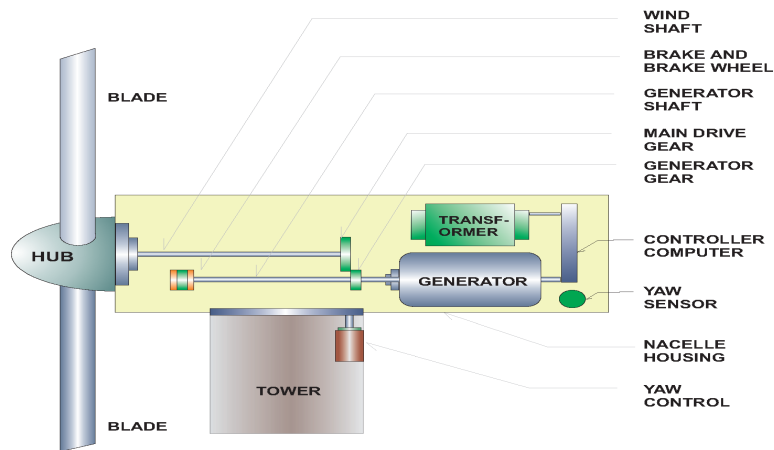 WIND
SHAFT
BRAKE AND
BRAKE WHEEL
BLADE
GENERATOR
SHAFT
MAIN DRIVE
GEAR
GENERATOR
GEAR
TRANSF-
ORMER
HUB
CONTROLLER
COMPUTER
GENERATOR
YAW
SENSOR
NACELLE
HOUSING
TOWER
YAW
CONTROL
BLADE